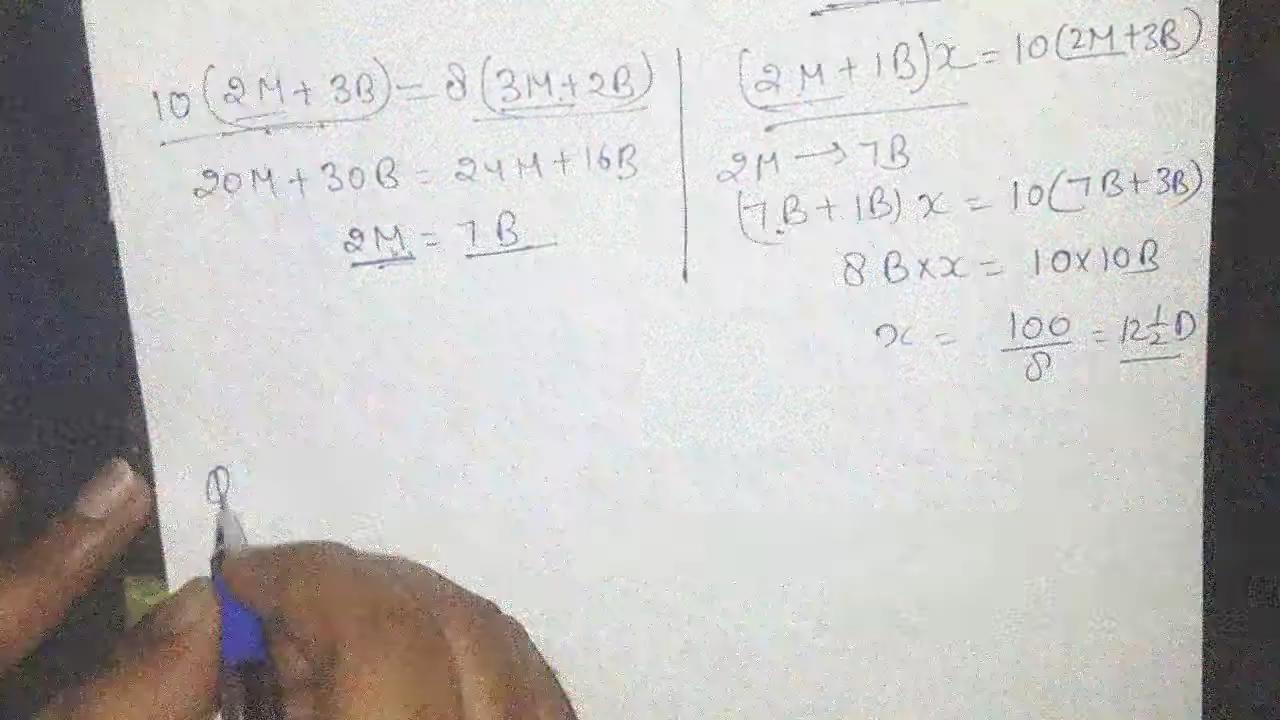 10(2M+3B)=8(3M+2B)
20M+30B=24M+16B
2M=7B
(2M+1B)x=10(2M+3B)
2M→7B
(7B+1B)x=10(7B+3B)
8B×x=10×10B
x=100/8=12½D